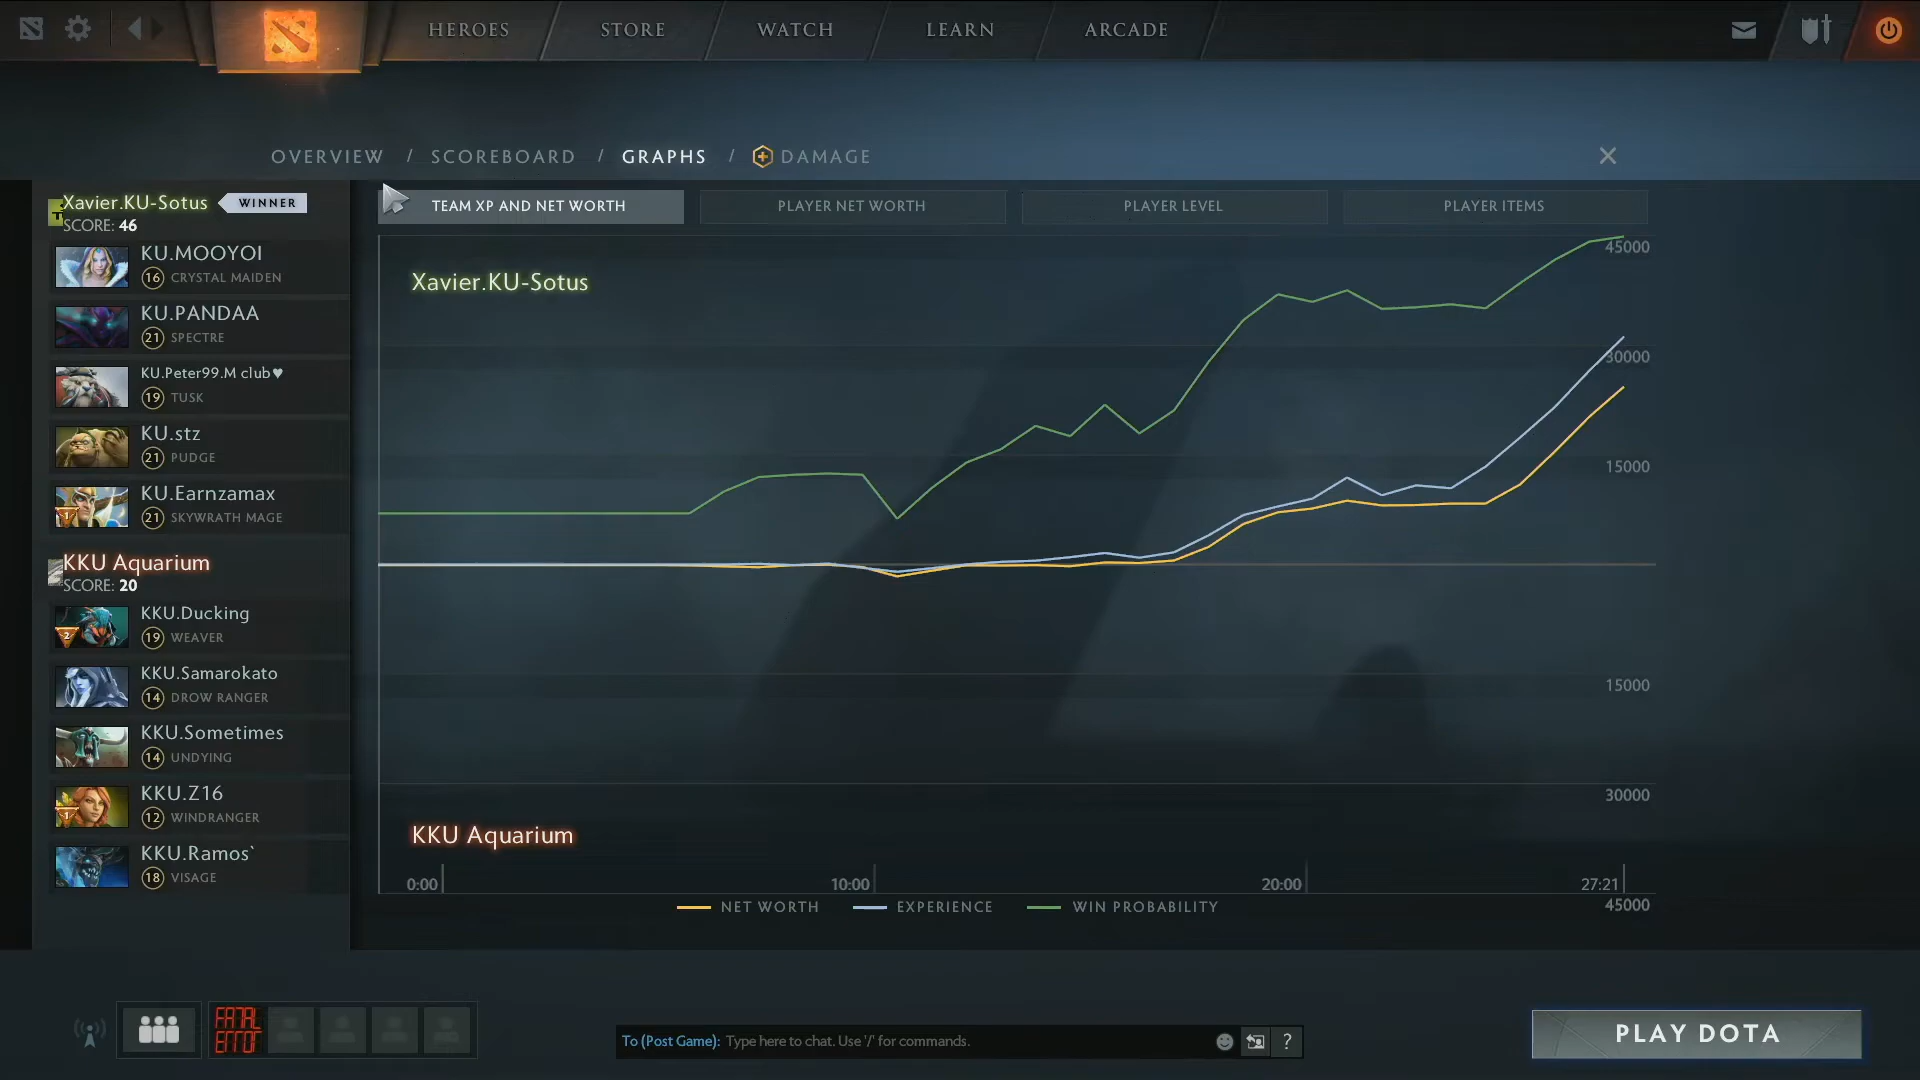 HEROES
STORE
WATCH
LEARN
ARCADE
OVERVIEW / SCOREBOARD / GRAPHS / DAMAGE
Xavier.KU-Sotus
WINNER
SCORE: 46
KU.MOOYOI
16 CRYSTAL MAIDEN
KU.PANDAA
21 SPECTRE
KU.Peter99.M club♥
19 TUSK
KU.stz
21 PUDGE
KU.Earnzamax
1
21 SKYWRATH MAGE
KKU Aquarium
SCORE: 20
KKU.Ducking
2
19 WEAVER
KKU.Samarokato
14 DROW RANGER
KKU.Sometimes
14 UNDYING
KKU.Z16
1
12 WINDRANGER
KKU.Ramos`
18 VISAGE
TEAM XP AND NET WORTH
PLAYER NET WORTH
PLAYER LEVEL
PLAYER ITEMS
Xavier.KU-Sotus
45000
30000
15000
15000
30000
45000
KKU Aquarium
0:00
10:00
20:00
27:21
NET WORTH
EXPERIENCE
WIN PROBABILITY
FATAL
ERROR
To (Post Game): Type here to chat. Use '/' for commands.
?
PLAY DOTA